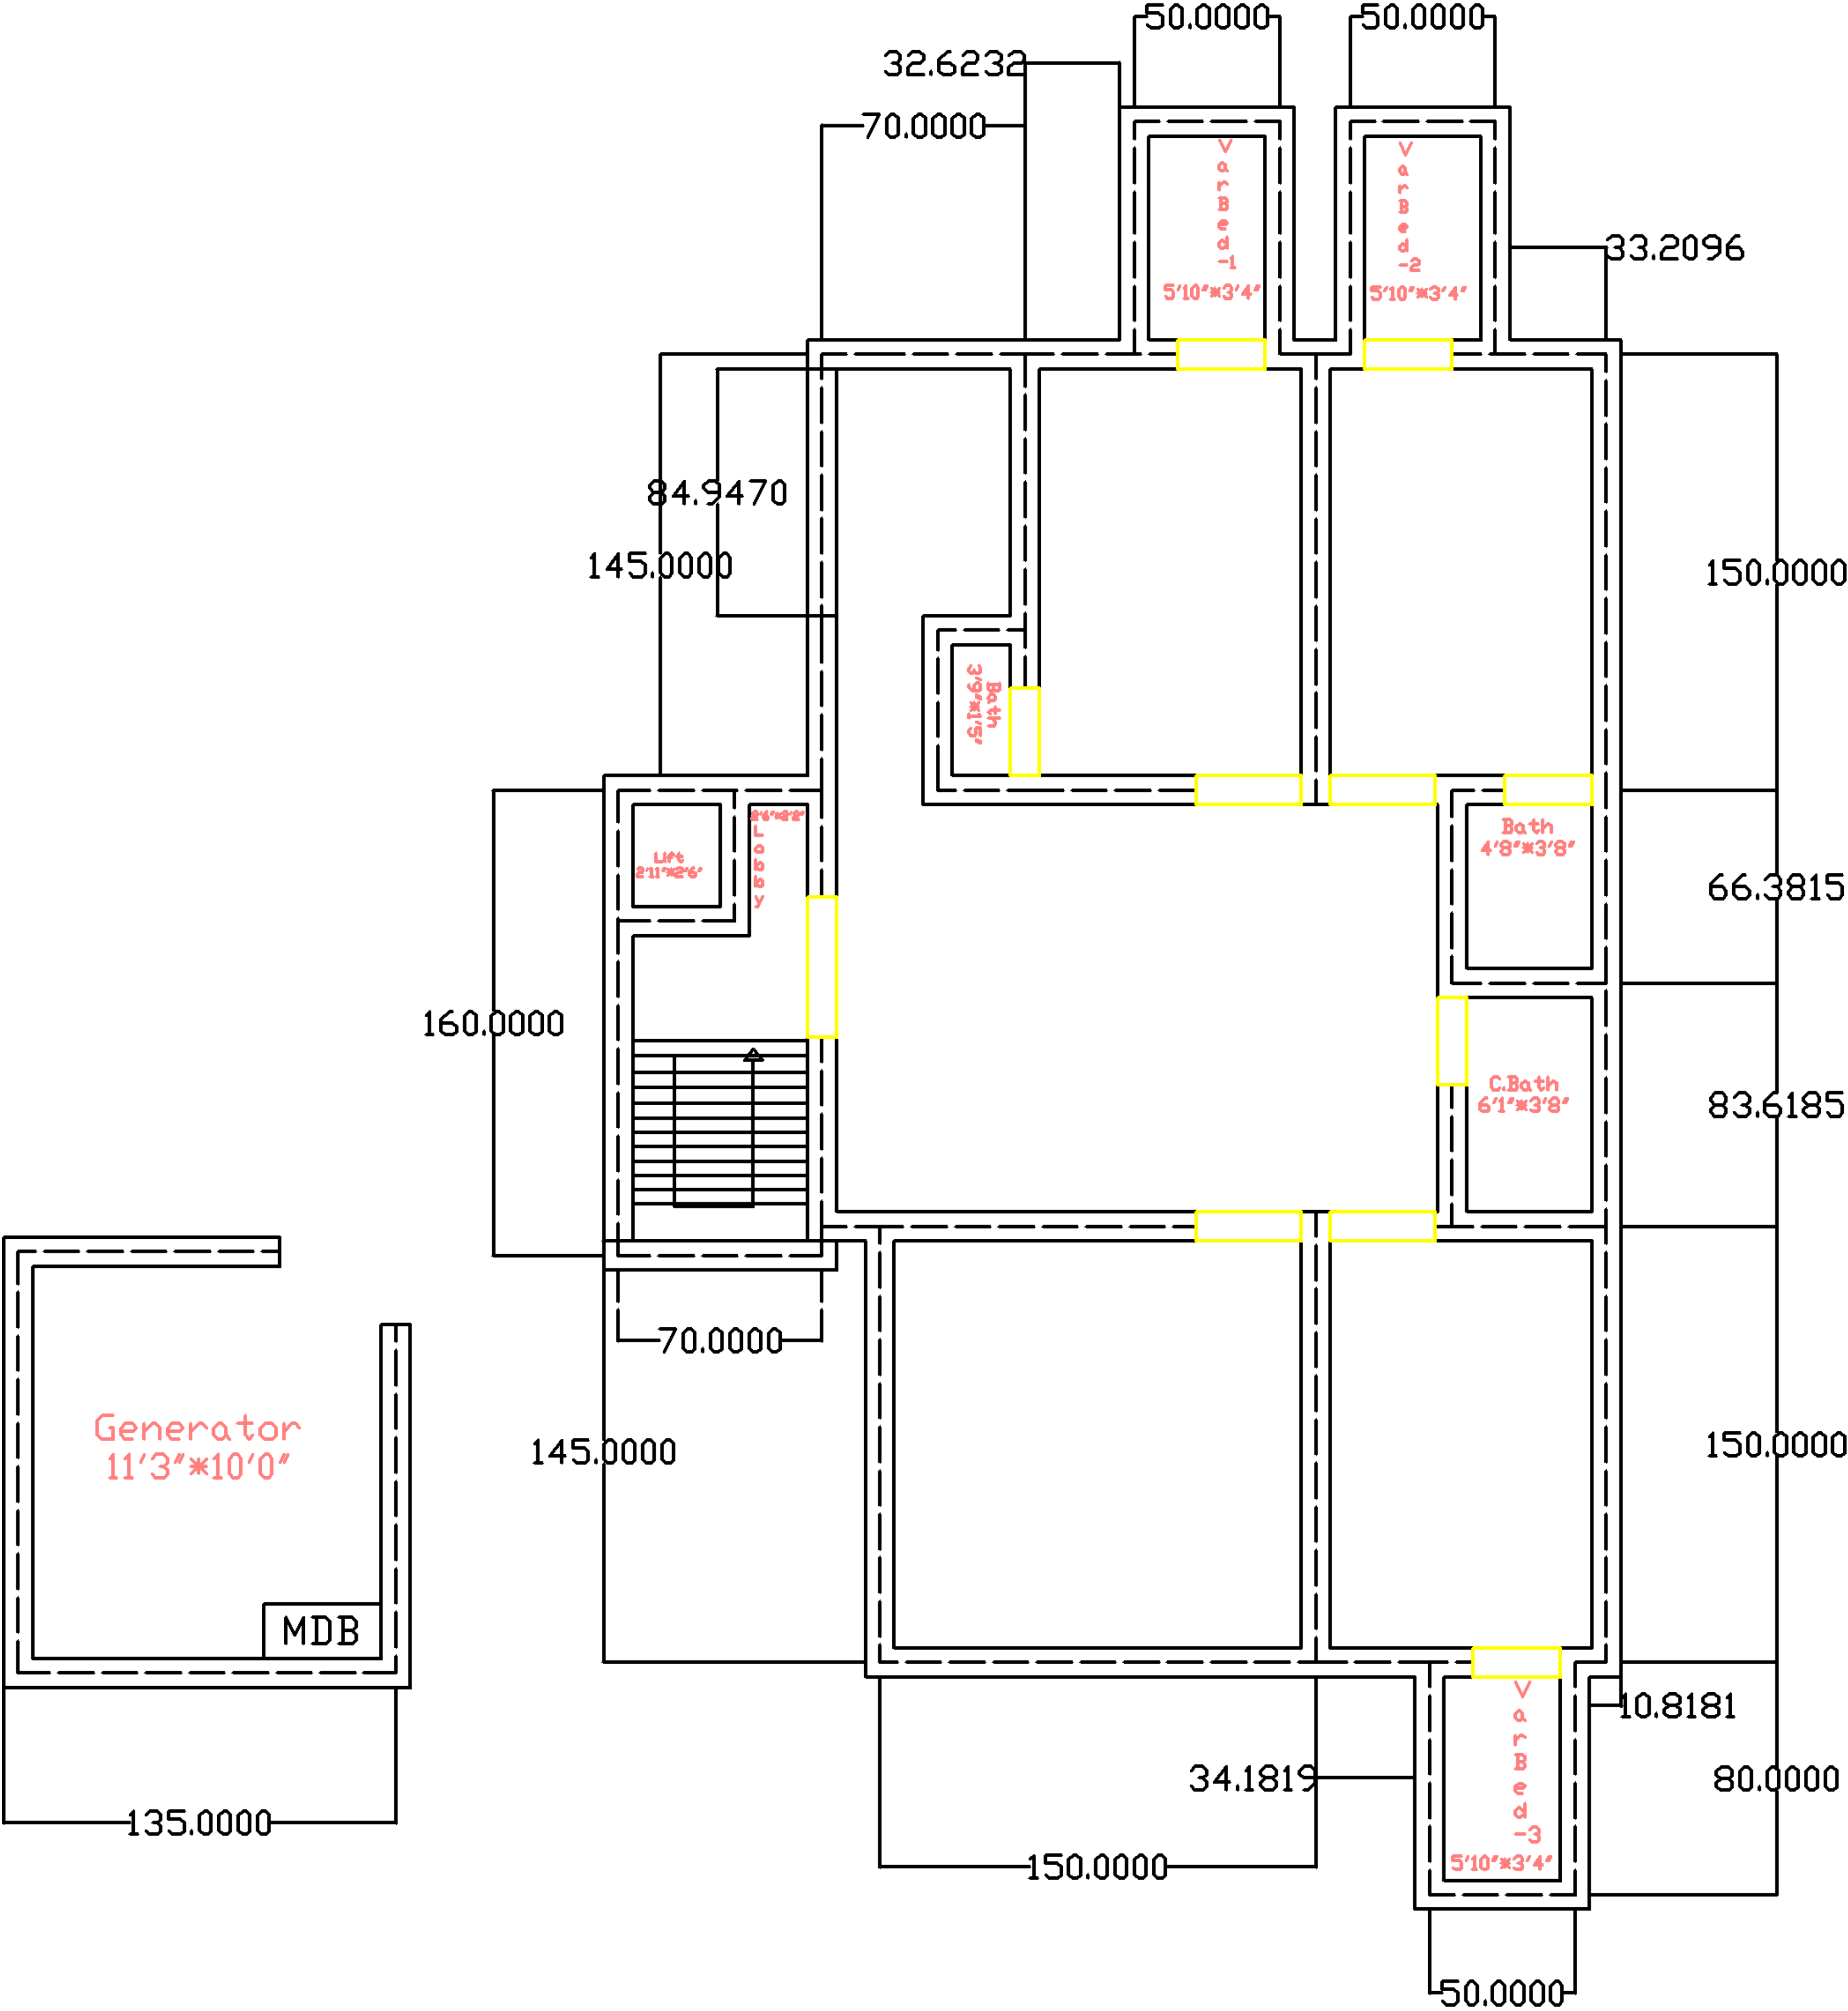 50.0000
50.0000
32.6232
70.0000
VarBed-1
5'10"*3'4"
VarBed-2
5'10"*3'4"
33.2096
84.9470
145.0000
150.0000
Bath
3'9"*1'5"
Lobby
Lift
2'11"*2'6"
Bath
4'8"*3'8"
66.3815
160.0000
C.Bath
6'1"*3'8"
83.6185
70.0000
Generator
11'3"*10'0"
145.0000
150.0000
MDB
VarBed-3
5'10"*3'4"
10.8181
34.1819
80.0000
135.0000
150.0000
50.0000